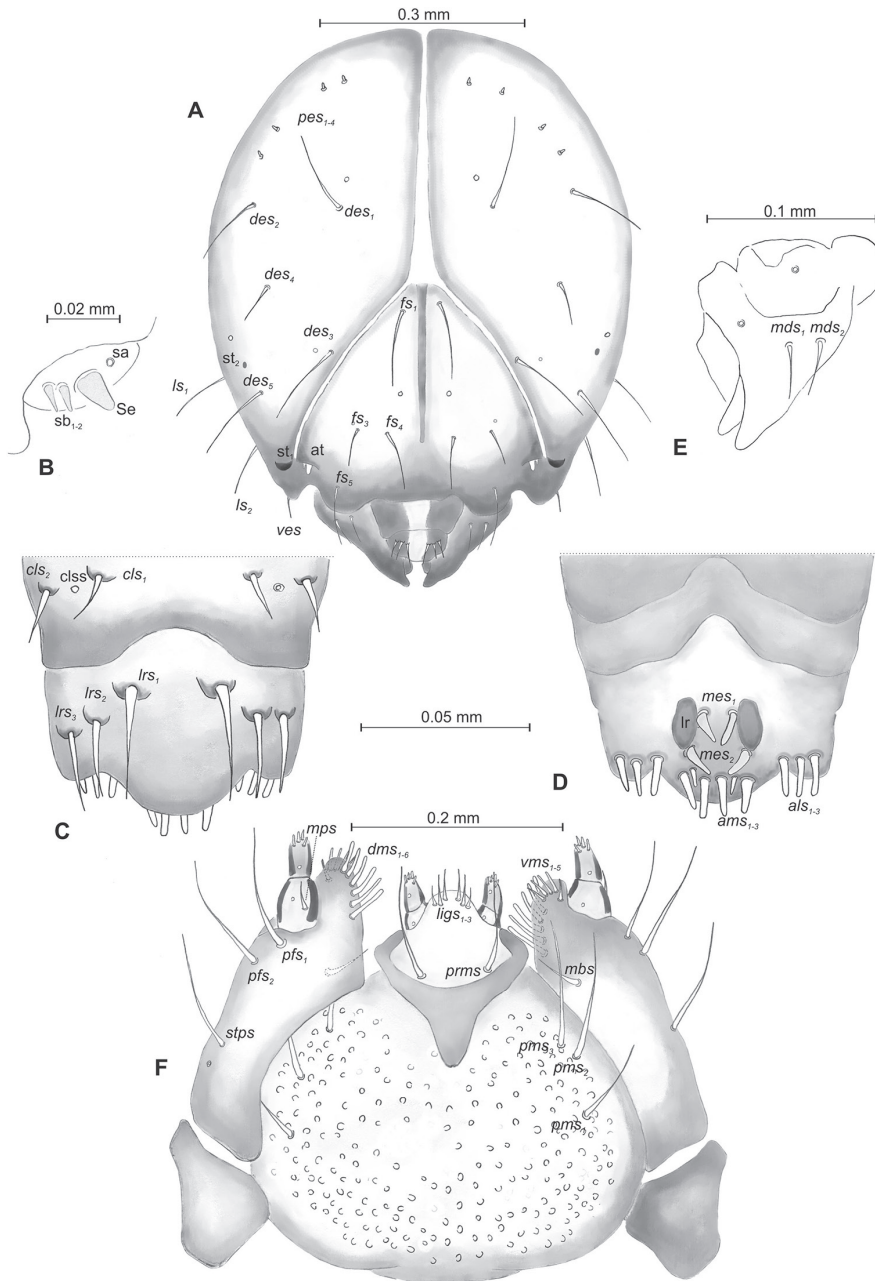 0.3 mm
A
pes1-4
des1
des2
des4
fs1
des3
st2
ls1
des5
fs3
fs4
st1
at
fs5
ls2
ves
0.02 mm
sa
Se
sb1-2
B
0.1 mm
mds1
mds2
E
cls2
clss
cls1
lrs1
lrs2
lrs3
C
0.05 mm
mes1
lr
mes2
als1-3
ams1-3
D
0.2 mm
mps
dms1-6
vms1-5
ligs1-3
pfs1
pfs2
prms
mbs
stps
pms3
pms2
pms1
F